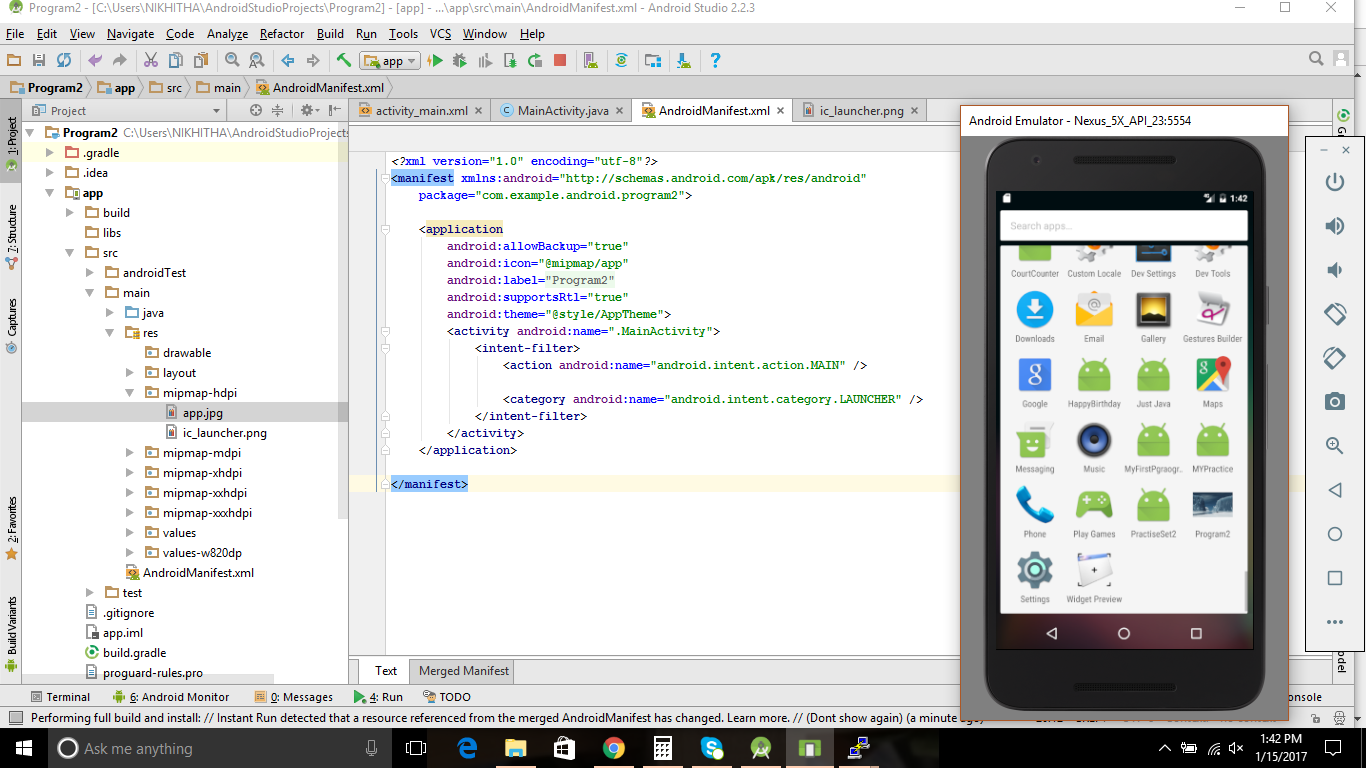 Program2 - [C:\Users\NIKHITHA\AndroidStudioProjects\Program2] - [app] - ...\app\src\main\AndroidManifest.xml - Android Studio 2.2.3
File Edit View Navigate Code Analyze Refactor Build Run Tools VCS Window Help
app
Program2 app src main AndroidManifest.xml
Project
activity_main.xml MainActivity.java AndroidManifest.xml ic_launcher.png
1: Project
7: Structure
Captures
2: Favorites
Build Variants
Program2 C:\Users\NIKHITHA\AndroidStudioProjects
.gradle
.idea
app
build
libs
src
androidTest
main
java
res
drawable
layout
mipmap-hdpi
app.jpg
ic_launcher.png
mipmap-mdpi
mipmap-xhdpi
mipmap-xxhdpi
mipmap-xxxhdpi
values
values-w820dp
AndroidManifest.xml
test
.gitignore
app.iml
build.gradle
proguard-rules.pro
<?xml version="1.0" encoding="utf-8"?>
<manifest xmlns:android="http://schemas.android.com/apk/res/android"
package="com.example.android.program2">
<application
android:allowBackup="true"
android:icon="@mipmap/app"
android:label="Program2"
android:supportsRtl="true"
android:theme="@style/AppTheme">
<activity android:name=".MainActivity">
<intent-filter>
<action android:name="android.intent.action.MAIN" />
<category android:name="android.intent.category.LAUNCHER" />
</intent-filter>
</activity>
</application>
</manifest>
Text Merged Manifest
Android Emulator - Nexus_5X_API_23:5554
1:42
Search apps...
CourtCounter Custom Locale Dev Settings Dev Tools
Downloads Email Gallery Gestures Builder
Google HappyBirthday Just Java Maps
Messaging Music MyFirstPgraogr.. MYPractice
Phone Play Games PractiseSet2 Program2
Settings Widget Preview
Terminal 6: Android Monitor 0: Messages 4: Run TODO
Performing full build and install: // Instant Run detected that a resource referenced from the merged AndroidManifest has changed. Learn more. // (Dont show again) (a minute ago)
Ask me anything
1:42 PM
1/15/2017